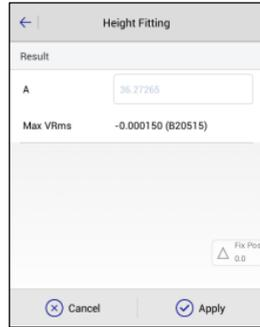 Height Fitting
Result
A 36.27265
Max VRms -0.000150 (B20515)
Fix Pos
0.0
Cancel Apply